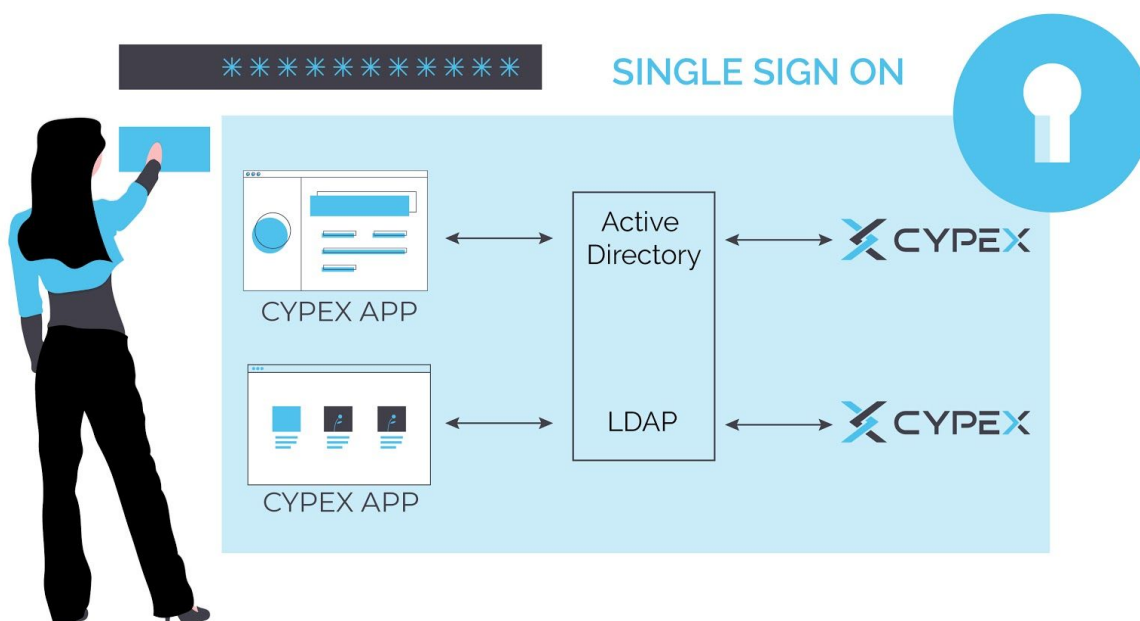 ***********
SINGLE SIGN ON
Active
Directory
CYPEX
CYPEX APP
LDAP
CYPEX
CYPEX APP